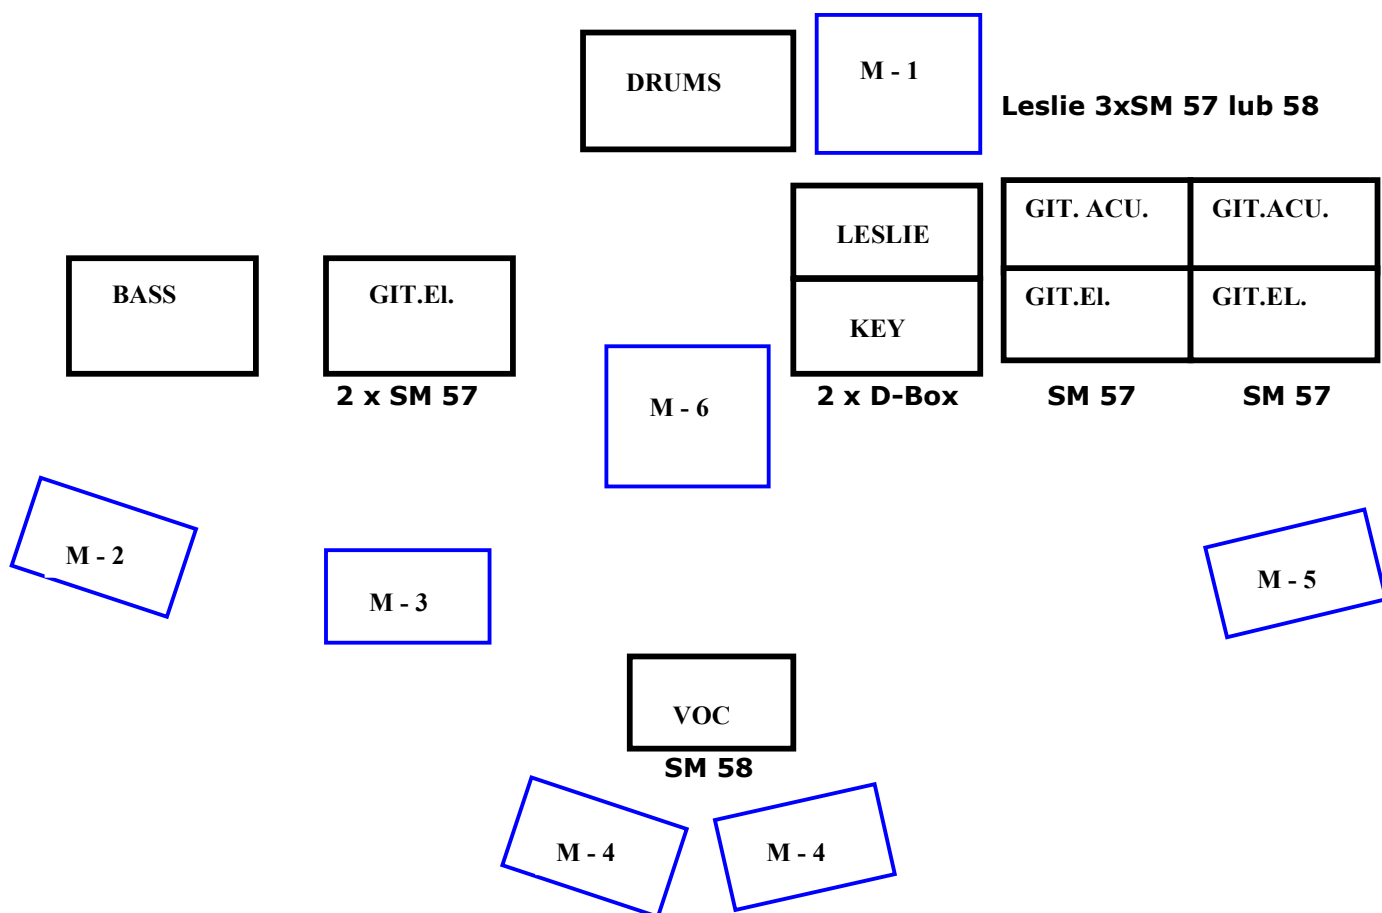 DRUMS
M - 1
Leslie 3xSM 57 lub 58
LESLIE
GIT. ACU.
GIT.ACU.
BASS
GIT.El.
KEY
GIT.El.
GIT.EL.
2 x SM 57
2 x D-Box
SM 57
SM 57
M - 6
M - 2
M - 3
M - 5
VOC
SM 58
M - 4
M - 4